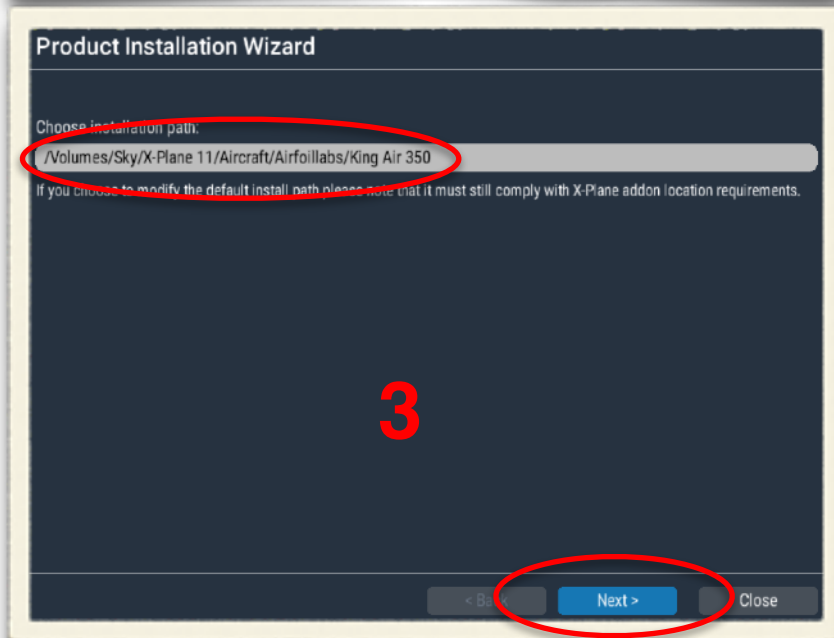 Product Installation Wizard
Choose installation path:
/Volumes/Sky/X-Plane 11/Aircraft/Airfoillabs/King Air 350
If you choose to modify the default install path please note that it must still comply with X-Plane addon location requirements.
3
< Back Next > Close